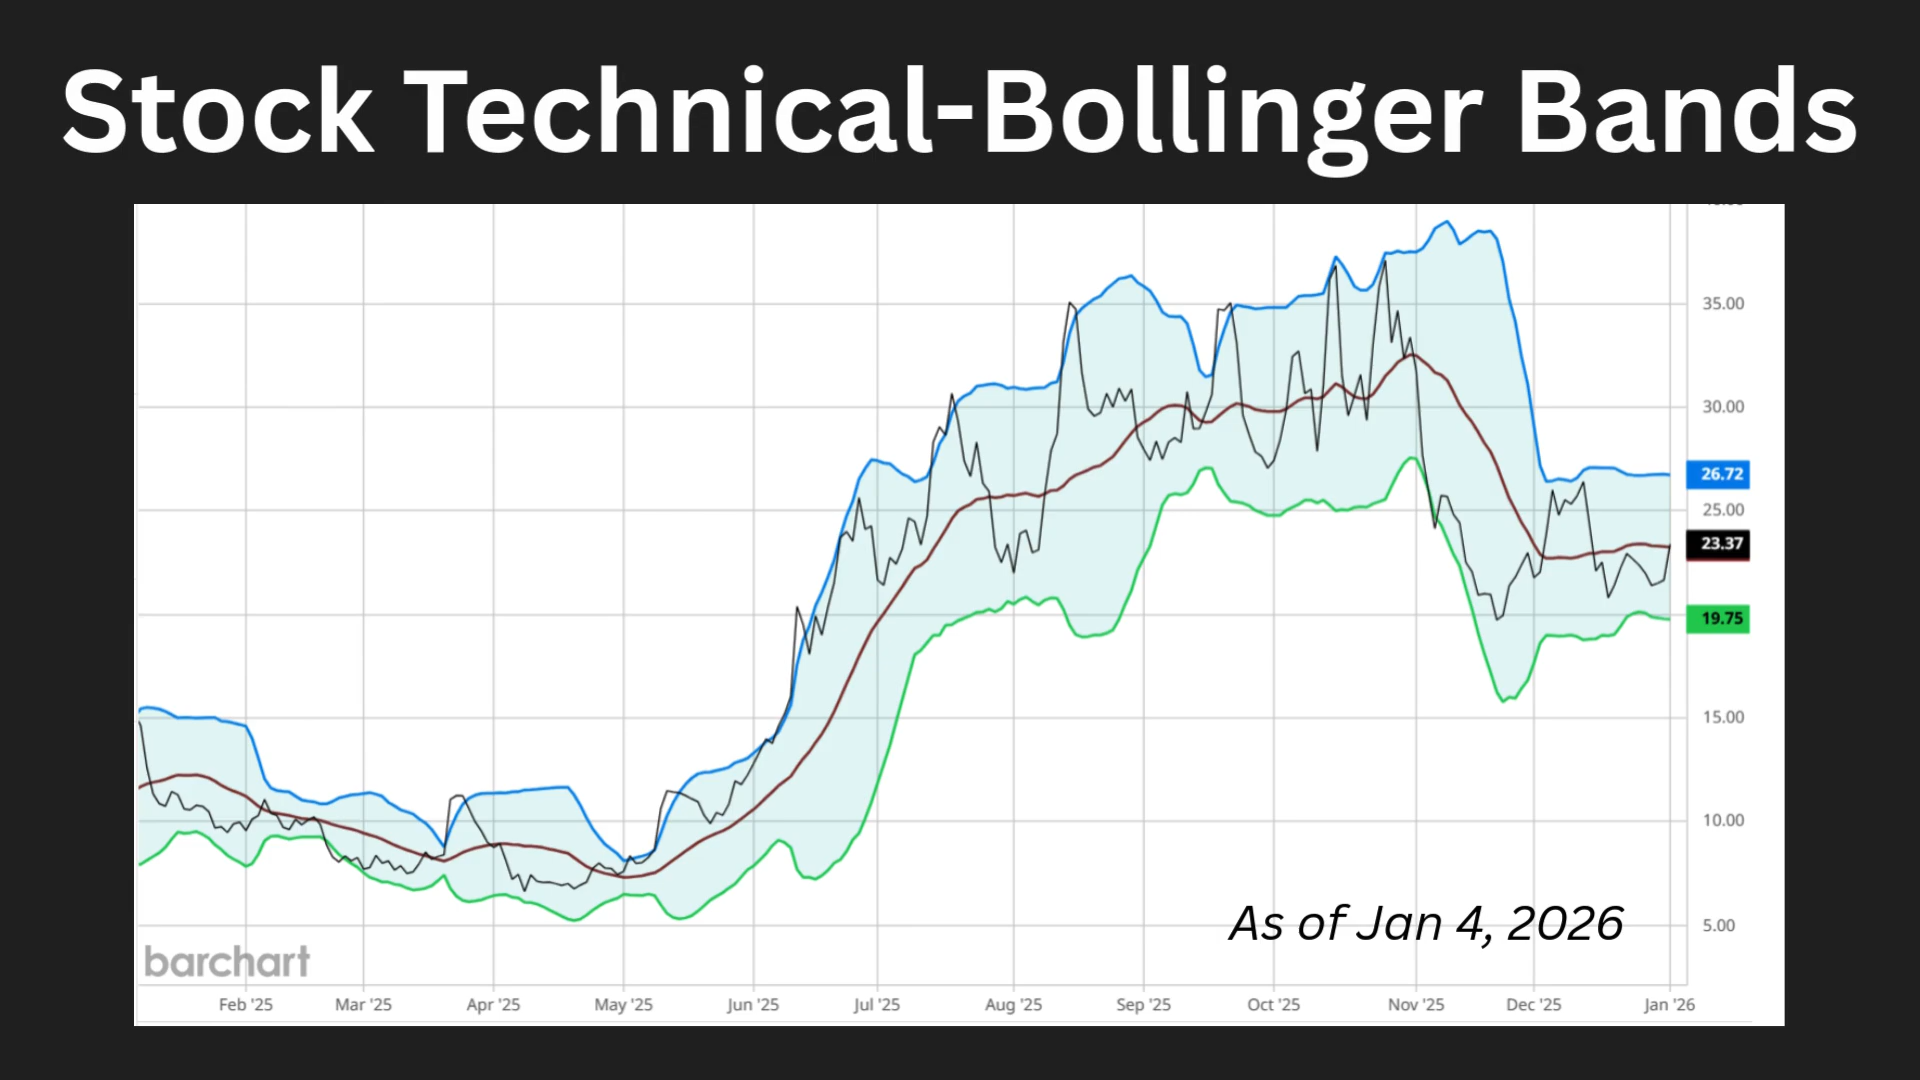 Stock Technical-Bollinger Bands
35.00
30.00
26.72
25.00
23.37
19.75
15.00
10.00
As of Jan 4, 2026
5.00
barchart
Feb '25 Mar '25 Apr '25 May '25 Jun '25 Jul '25 Aug '25 Sep '25 Oct '25 Nov '25 Dec '25 Jan '26